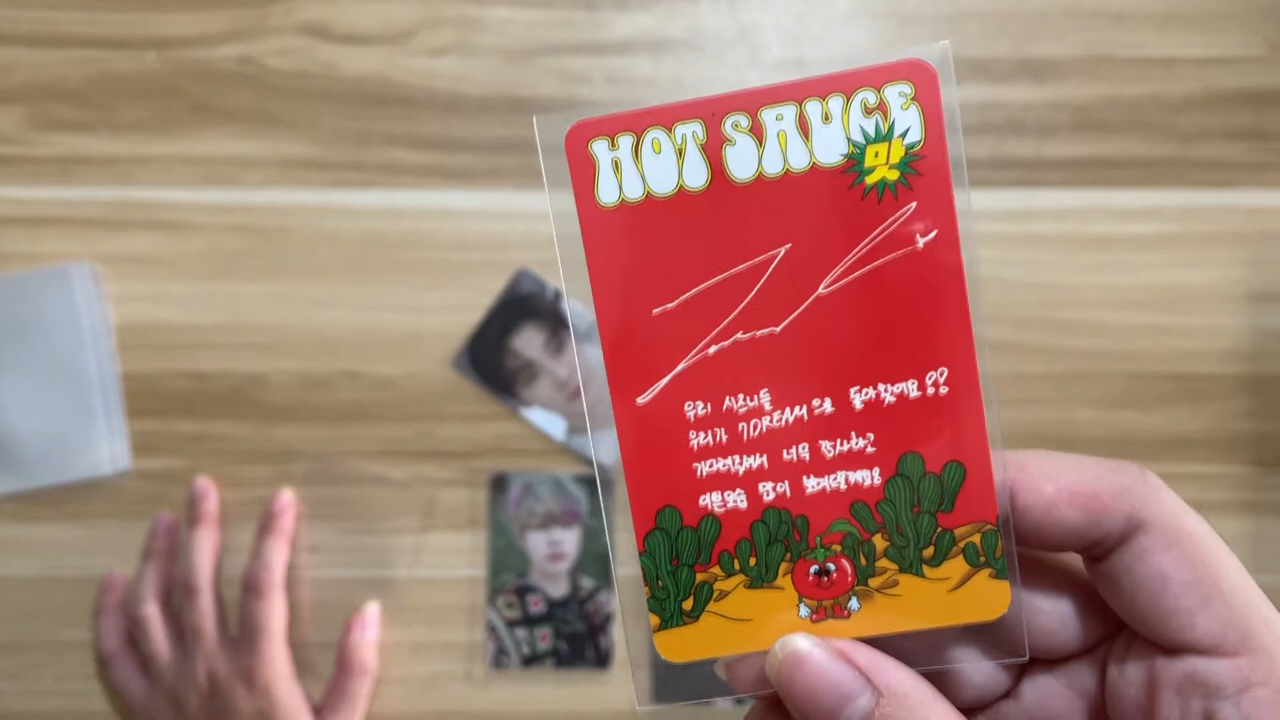 HOT SAUCE
맛
우리 시즈니들
우리가 7DREAM으로 돌아왔어요!!
기다려줘서 너무 감사하고
이쁜모습 많이 보여댈게요!